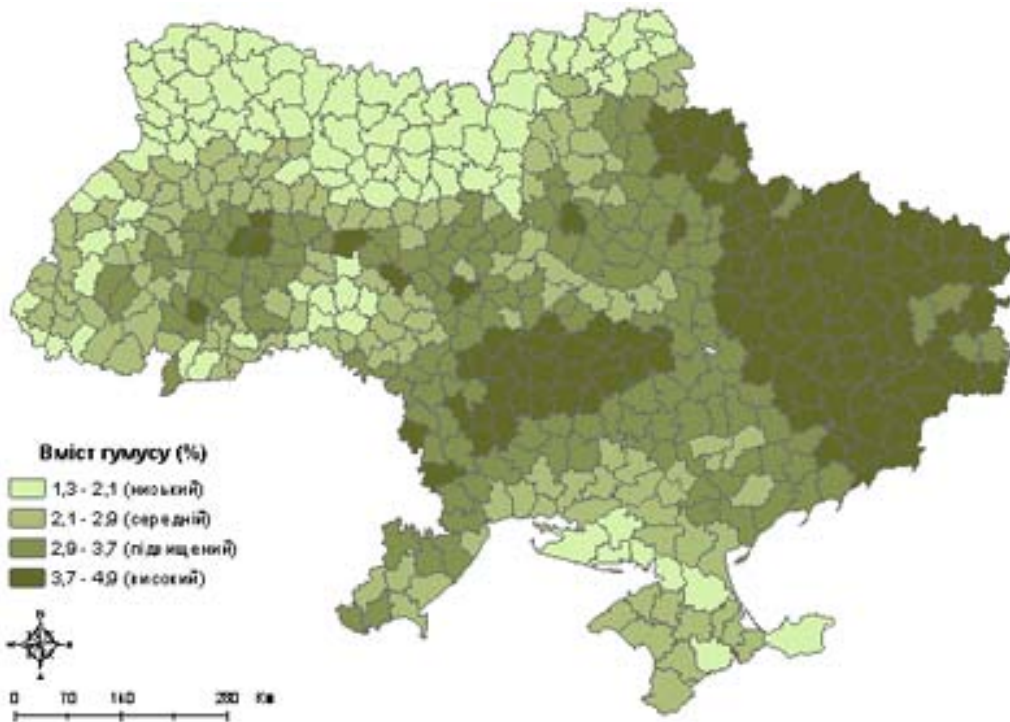 Вміст гумусу (%)
1,3 - 2,1 (низький)
2,1 - 2,9 (середній)
2,9 - 3,7 (підвищений)
3,7 - 4,9 (високий)
0 70 140 280 Км